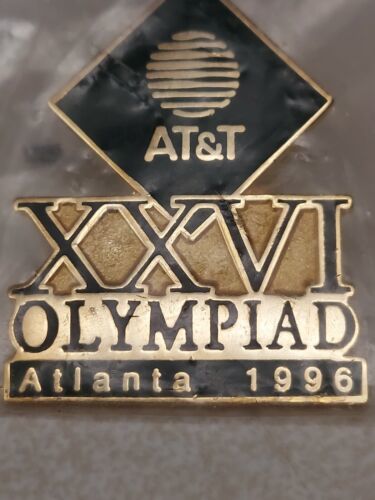 AT&T
XXVI
OLYMPIAD
Atlanta 1996